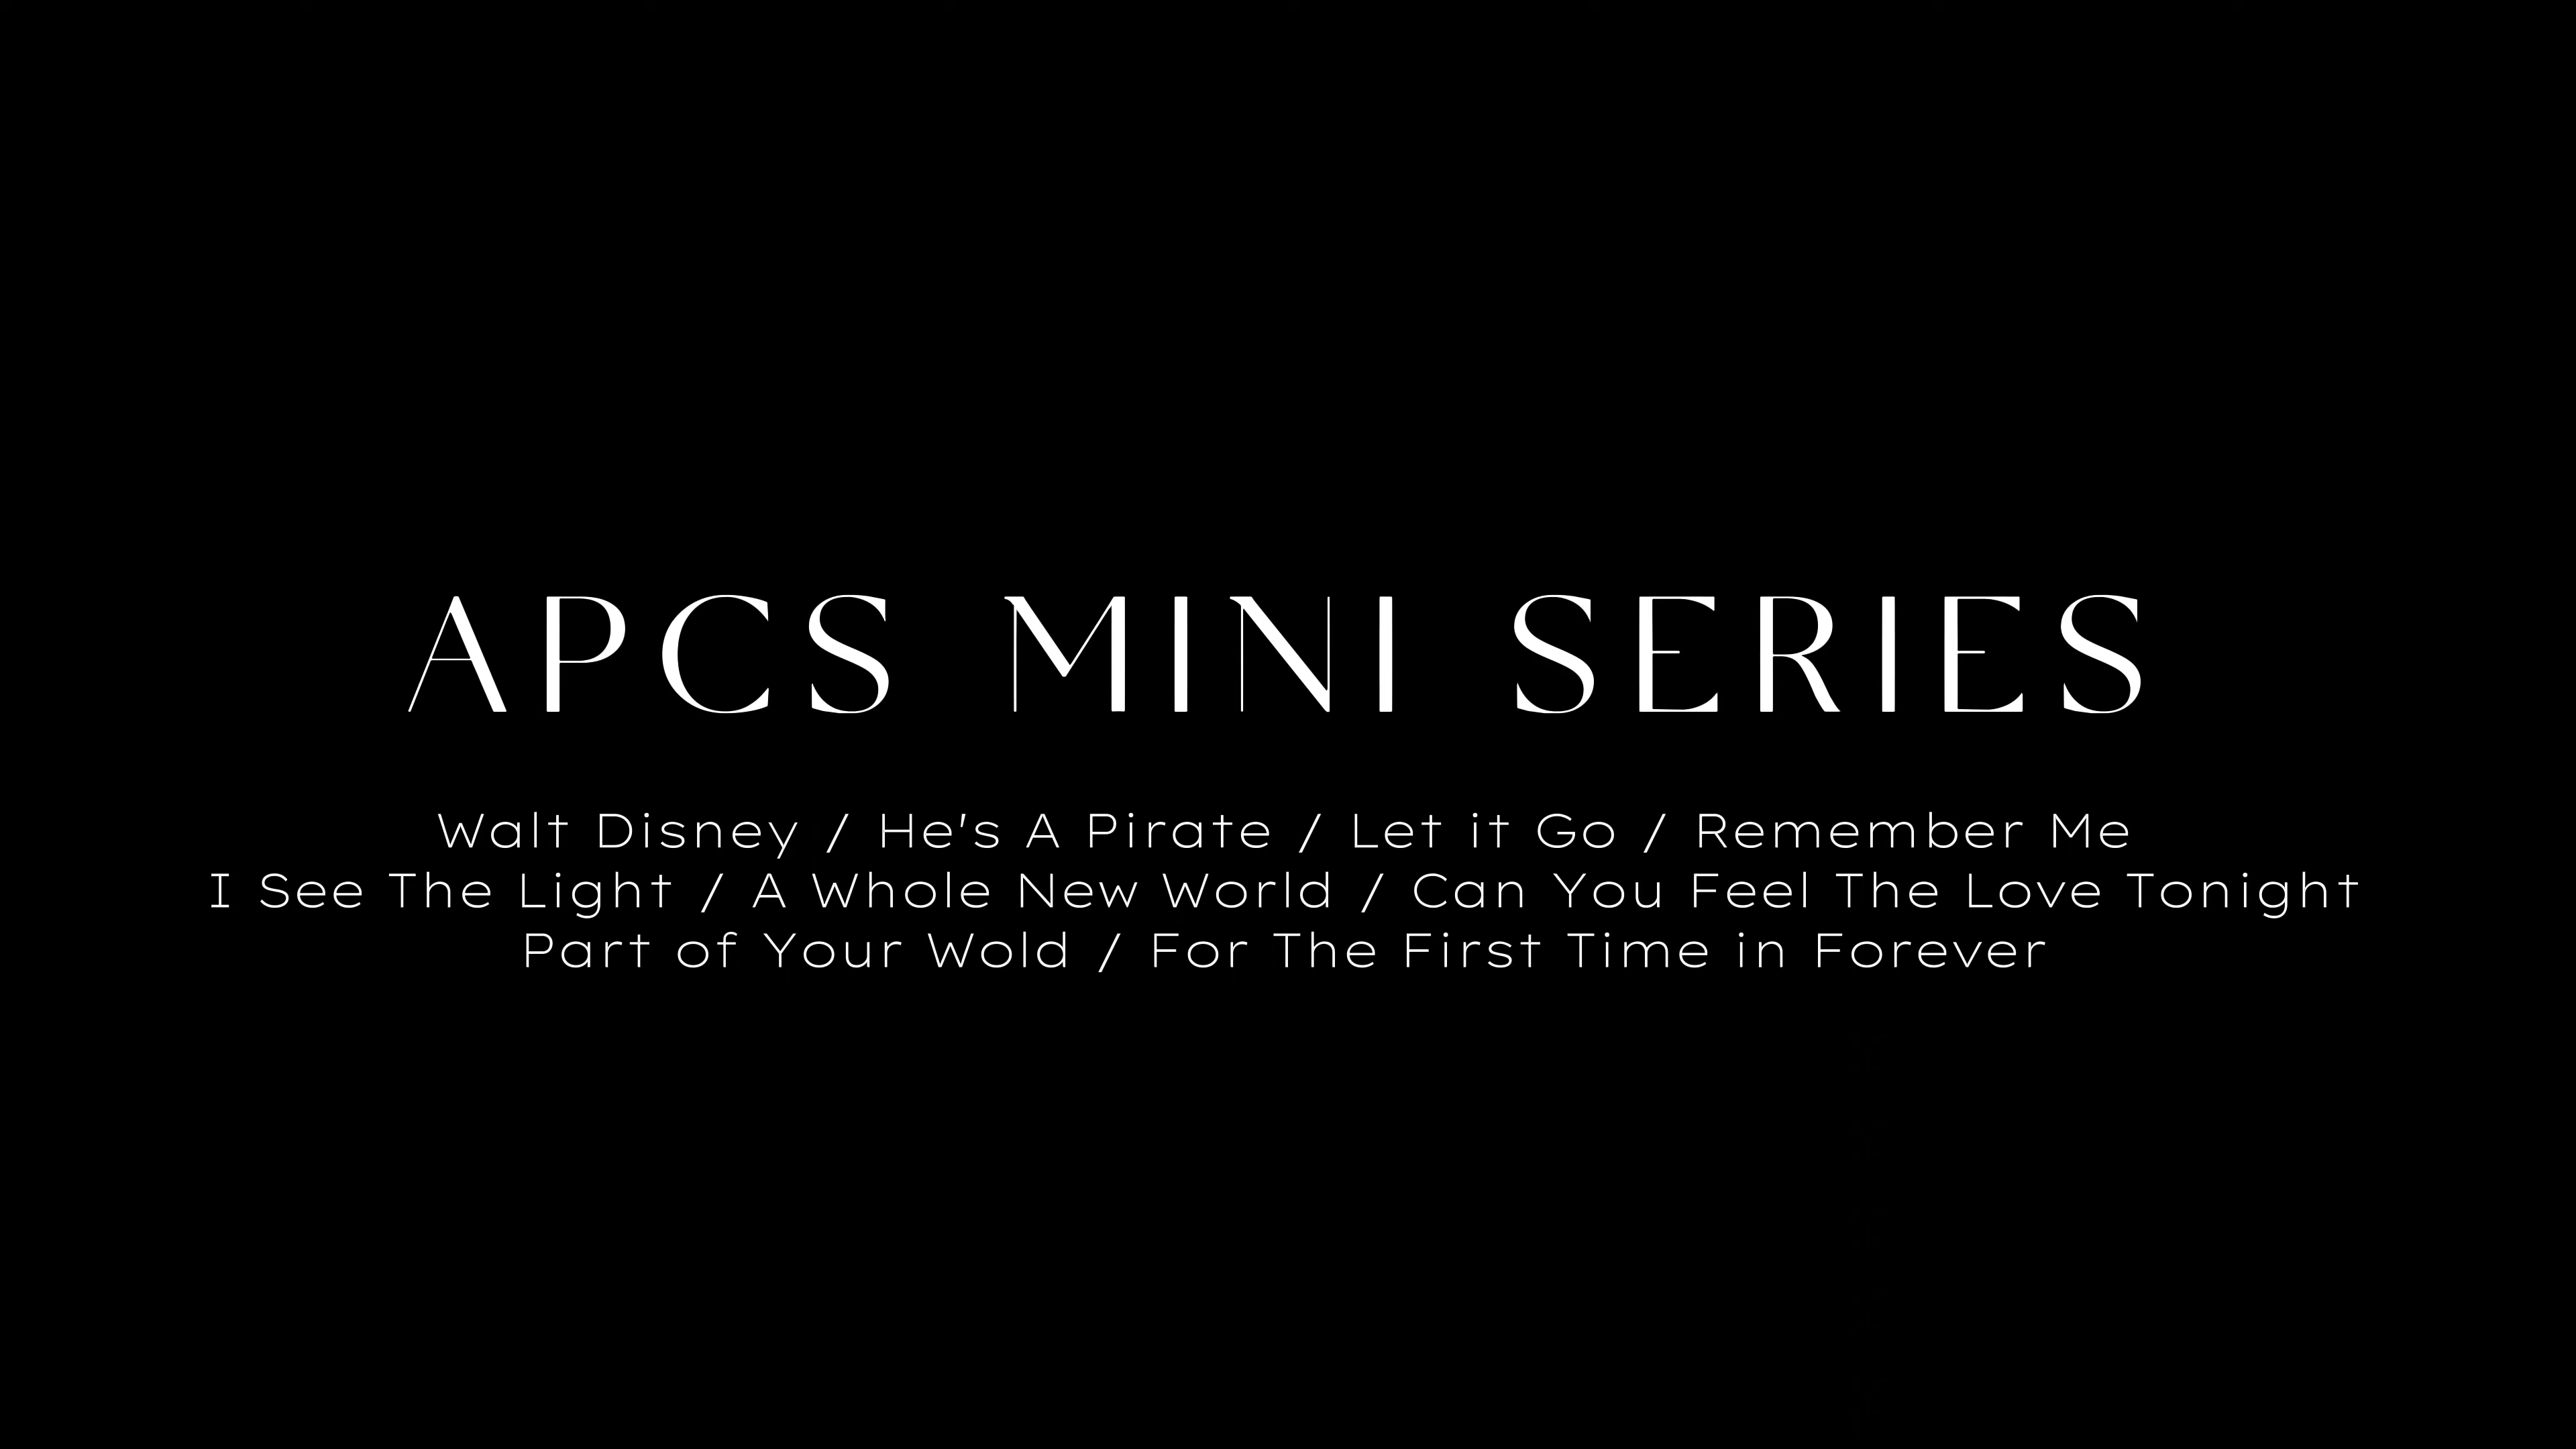 APCS MINI SERIES
Walt Disney / He's A Pirate / Let it Go / Remember Me
I See The Light / A Whole New World / Can You Feel The Love Tonight
Part of Your Wold / For The First Time in Forever